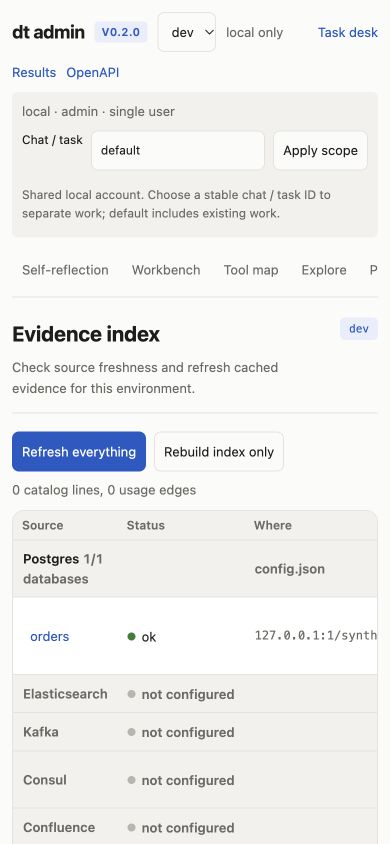 dt admin V0.2.0 dev local only Task desk
Results OpenAPI
local · admin · single user
Chat / task default Apply scope
Shared local account. Choose a stable chat / task ID to
separate work; default includes existing work.
Self-reflection Workbench Tool map Explore P
Evidence index dev
Check source freshness and refresh cached
evidence for this environment.
Refresh everything Rebuild index only
0 catalog lines, 0 usage edges
Source Status Where
Postgres 1/1
databases config.json
orders ok 127.0.0.1:1/synth
Elasticsearch not configured
Kafka not configured
Consul not configured
Confluence not configured